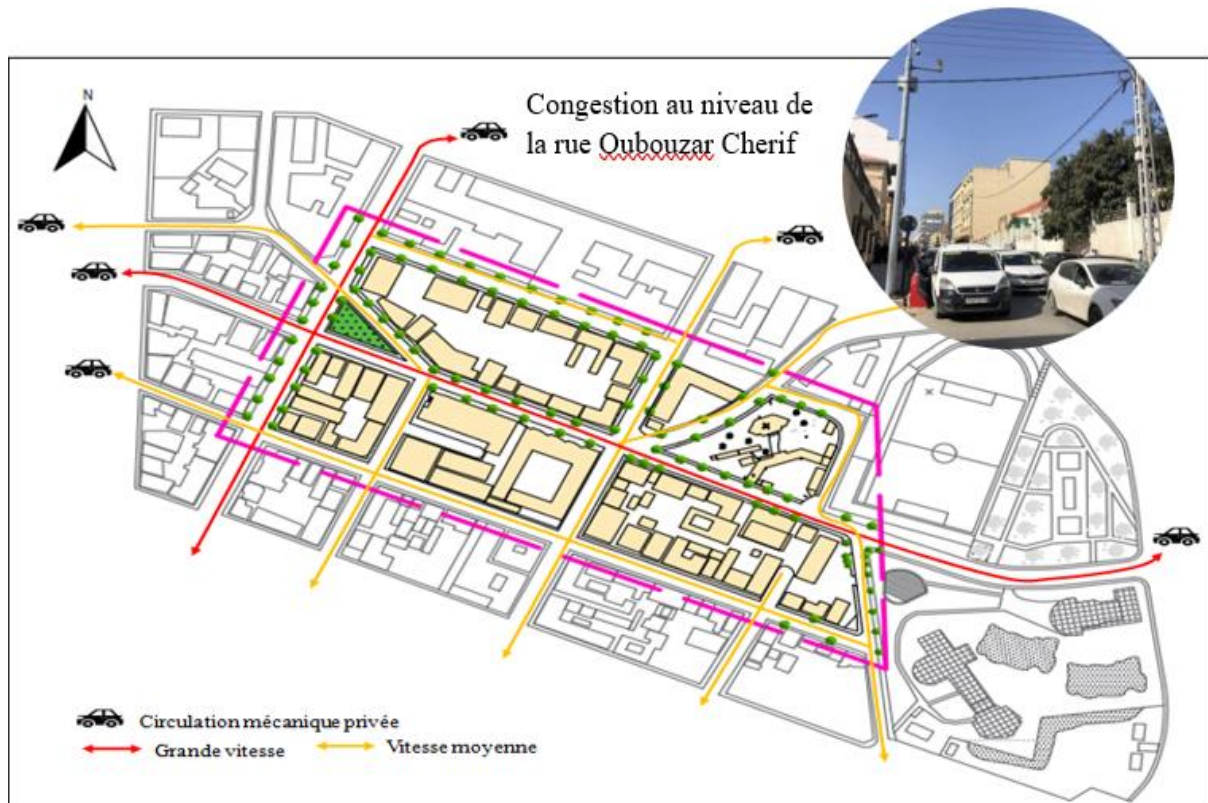 Congestion au niveau de
la rue Oubouzar Cherif
N
Circulation mécanique privée
Grande vitesse
Vitesse moyenne